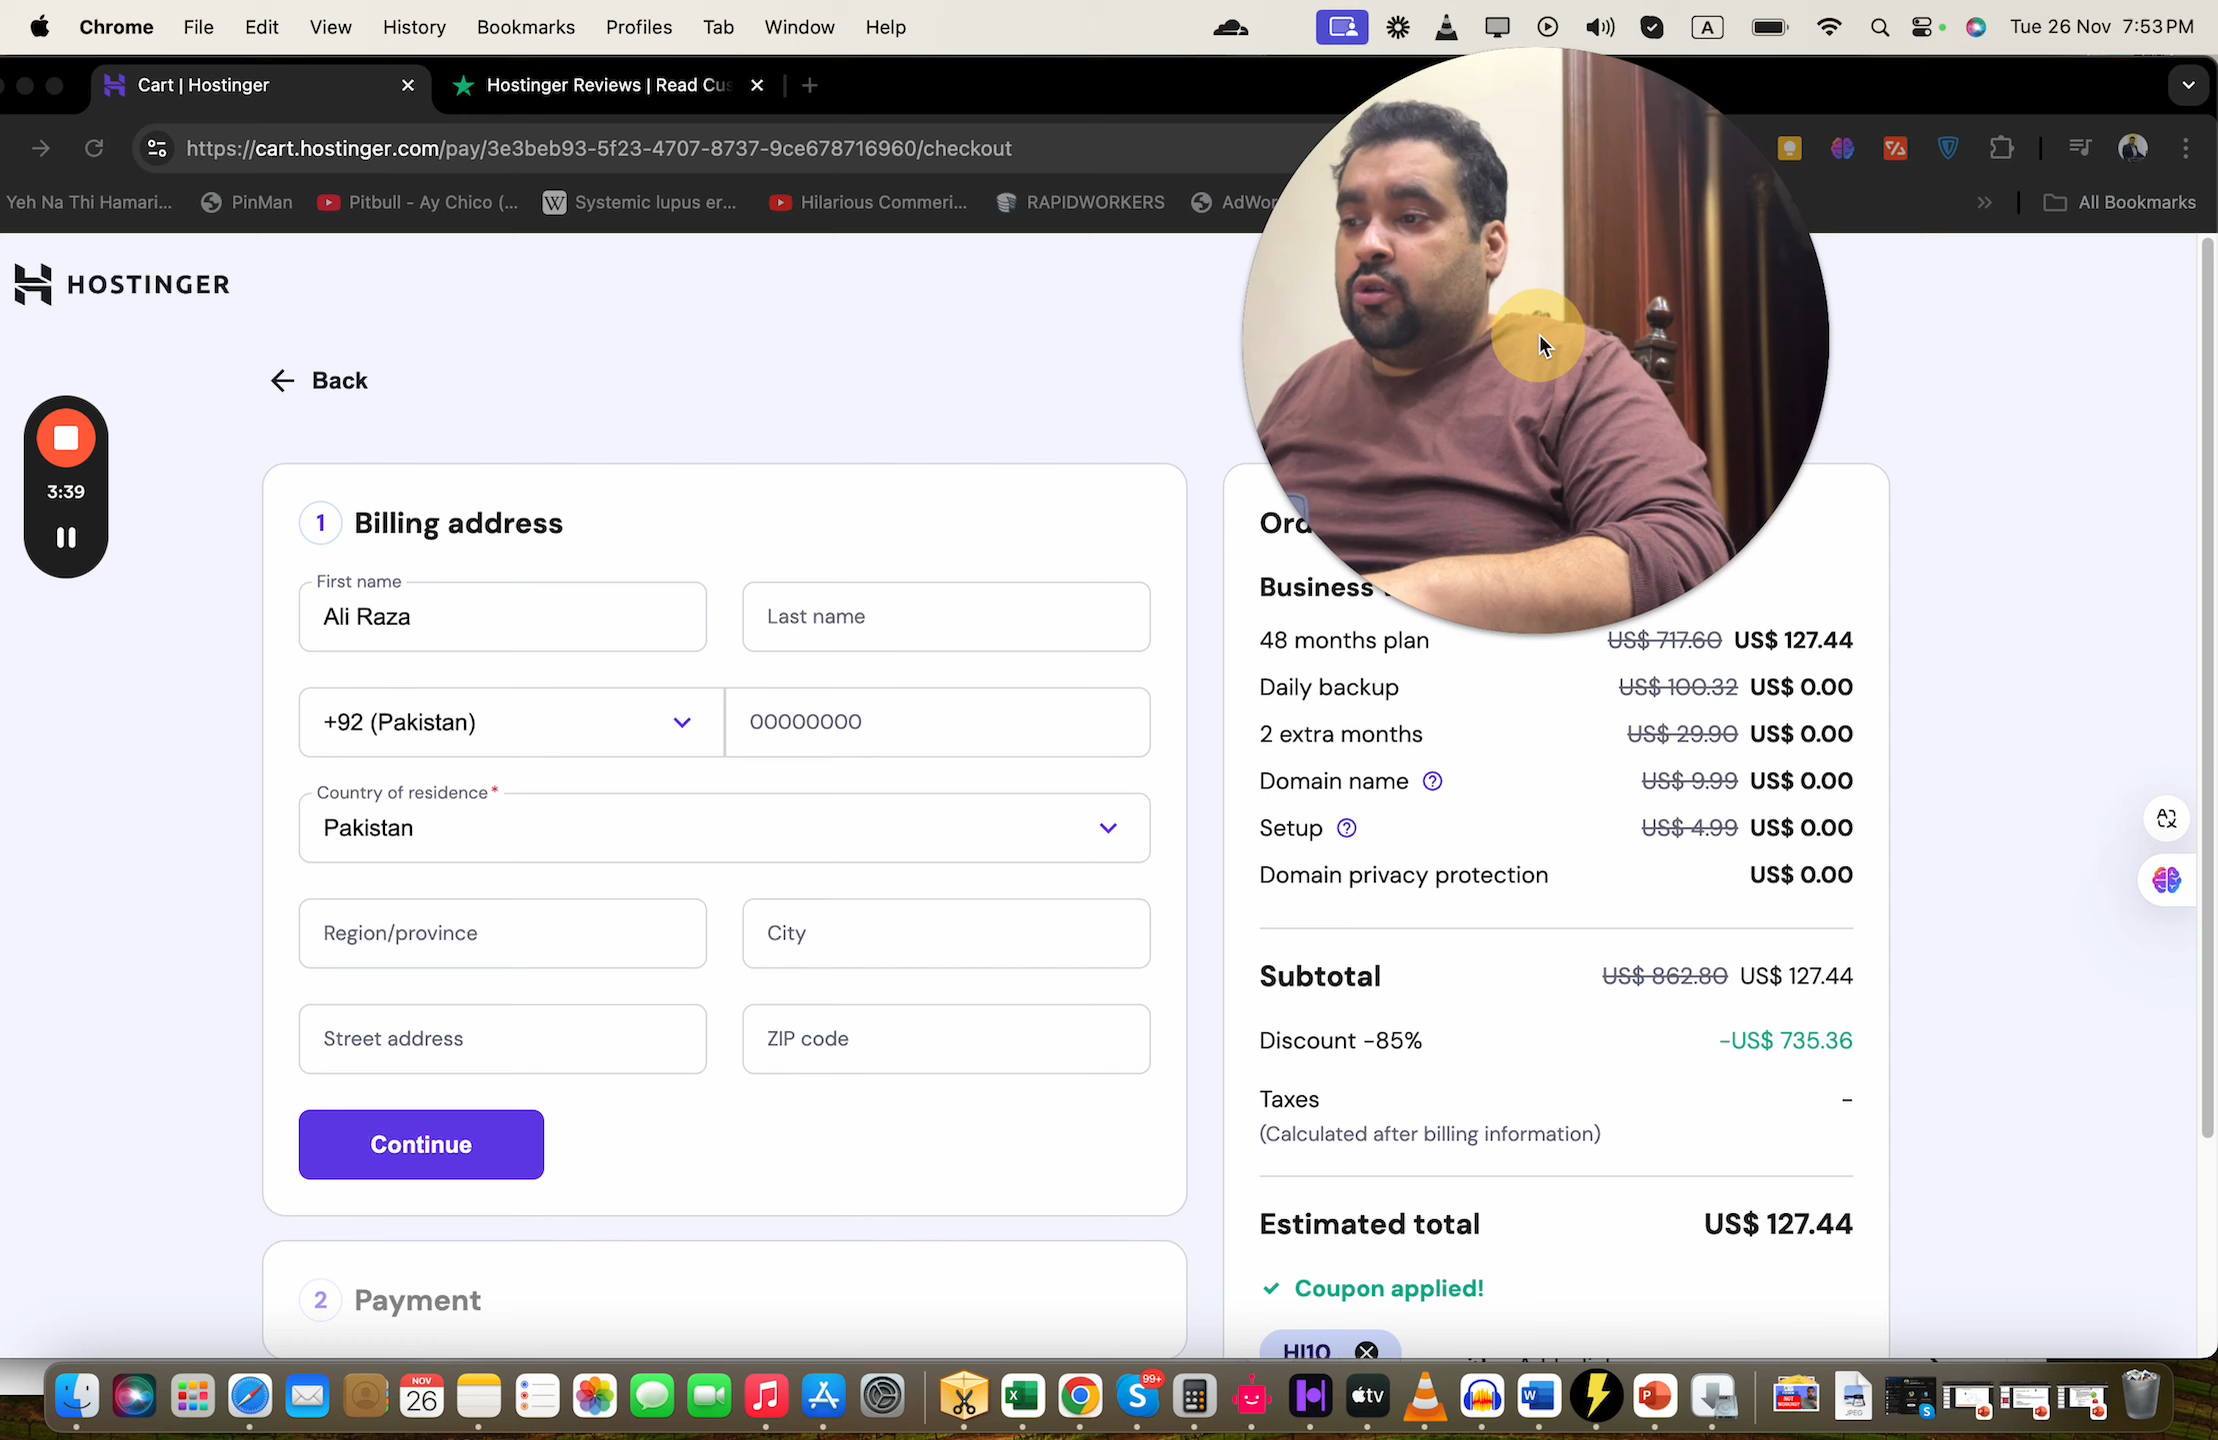 Chrome File Edit View History Bookmarks Profiles Tab Window Help A Tue 26 Nov 7:53 PM
Cart | Hostinger Hostinger Reviews | Read Cus
https://cart.hostinger.com/pay/3e3beb93-5f23-4707-8737-9ce678716960/checkout
Yeh Na Thi Hamari... PinMan Pitbull - Ay Chico (... Systemic lupus er... Hilarious Commeri... RAPIDWORKERS AdWor All Bookmarks
HOSTINGER
Back
3:39
1 Billing address
First name
Ali Raza
Last name
+92 (Pakistan)
00000000
Country of residence*
Pakistan
Region/province
City
Street address
ZIP code
Continue
2 Payment
Ord
Business
48 months plan US$ 717.60 US$ 127.44
Daily backup US$ 100.32 US$ 0.00
2 extra months US$ 29.90 US$ 0.00
Domain name ? US$ 9.99 US$ 0.00
Setup ? US$ 4.99 US$ 0.00
Domain privacy protection US$ 0.00
Subtotal US$ 862.80 US$ 127.44
Discount -85% -US$ 735.36
Taxes -
(Calculated after billing information)
Estimated total US$ 127.44
Coupon applied!
HI10
NOV
26
99+
tv